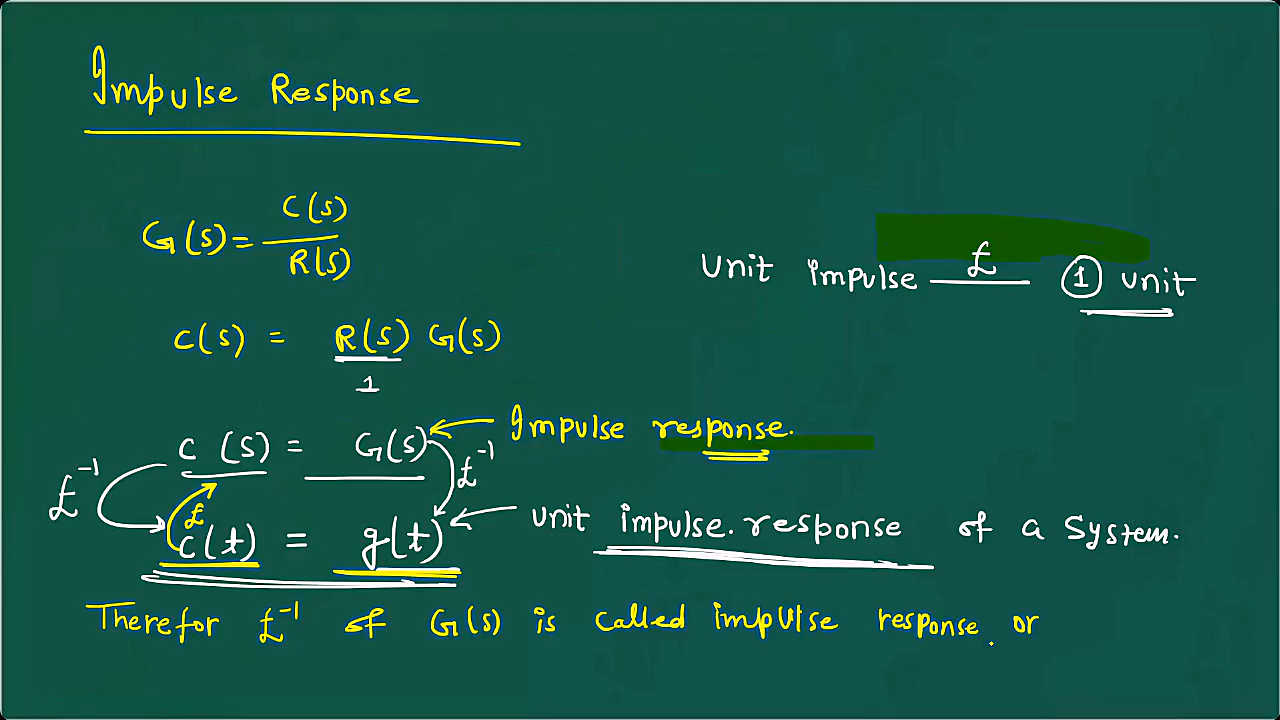 Impulse Response
G(s) = C(s) / R(s)
Unit impulse £ 1 unit
C(s) = R(s) G(s)
1
C(s) = G(s) ← Impulse response.
£⁻¹ £ £⁻¹
c(t) = g(t) ← unit impulse.response of a System.
Therefor £⁻¹ of G(s) is called impulse response. or